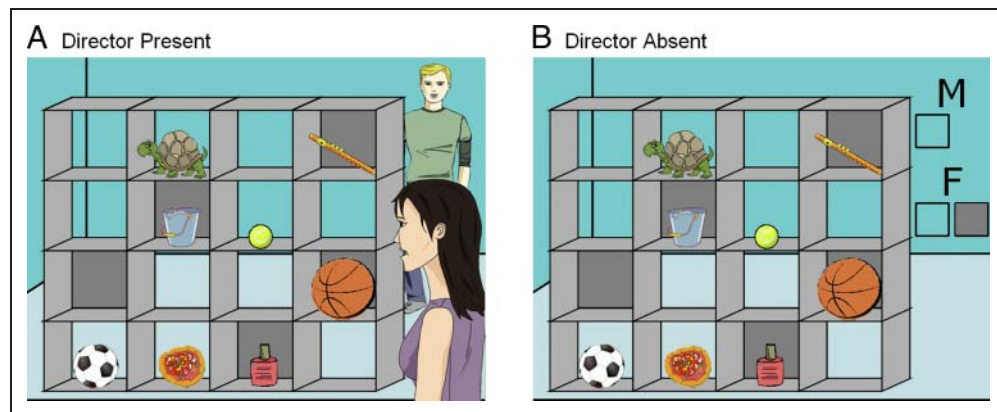 A Director Present
B Director Absent
M
F